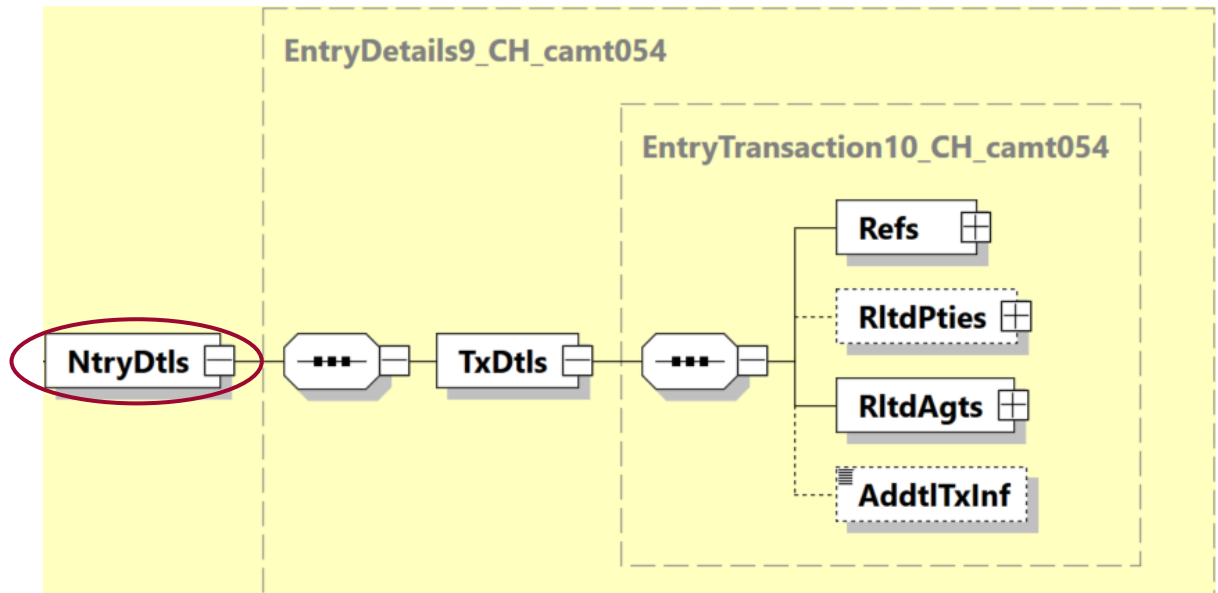 EntryDetails9_CH_camt054
EntryTransaction10_CH_camt054
Refs
RltdPties
NtryDtls
TxDtls
RltdAgts
AddtlTxInf